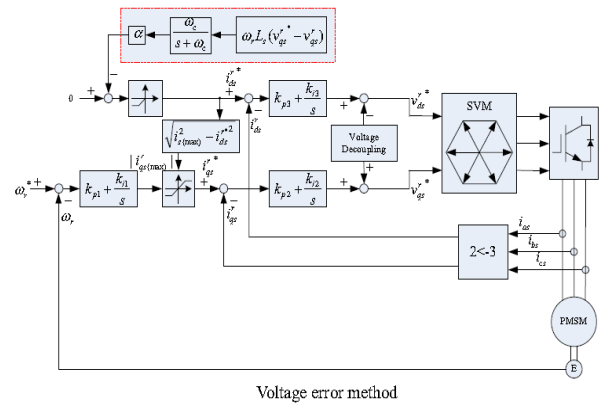 α
ω_c / (s + ω_c)
ω_r L_s (v_qs^r* − v_qs^r)
−
0 + i_ds^r* + k_p3 + k_i3/s + v_ds^r* SVM
− i_ds^r −
√(i_s(max)^2 − i_ds^r*2)
Voltage
Decoupling
|i_qs(max)^r| i_qs^r* +
ω_r* + k_p1 + k_i1/s + k_p2 + k_i2/s + v_qs^r*
− ω_r − i_qs^r
i_as
2<-3 i_bs
i_cs
PMSM
E
Voltage error method